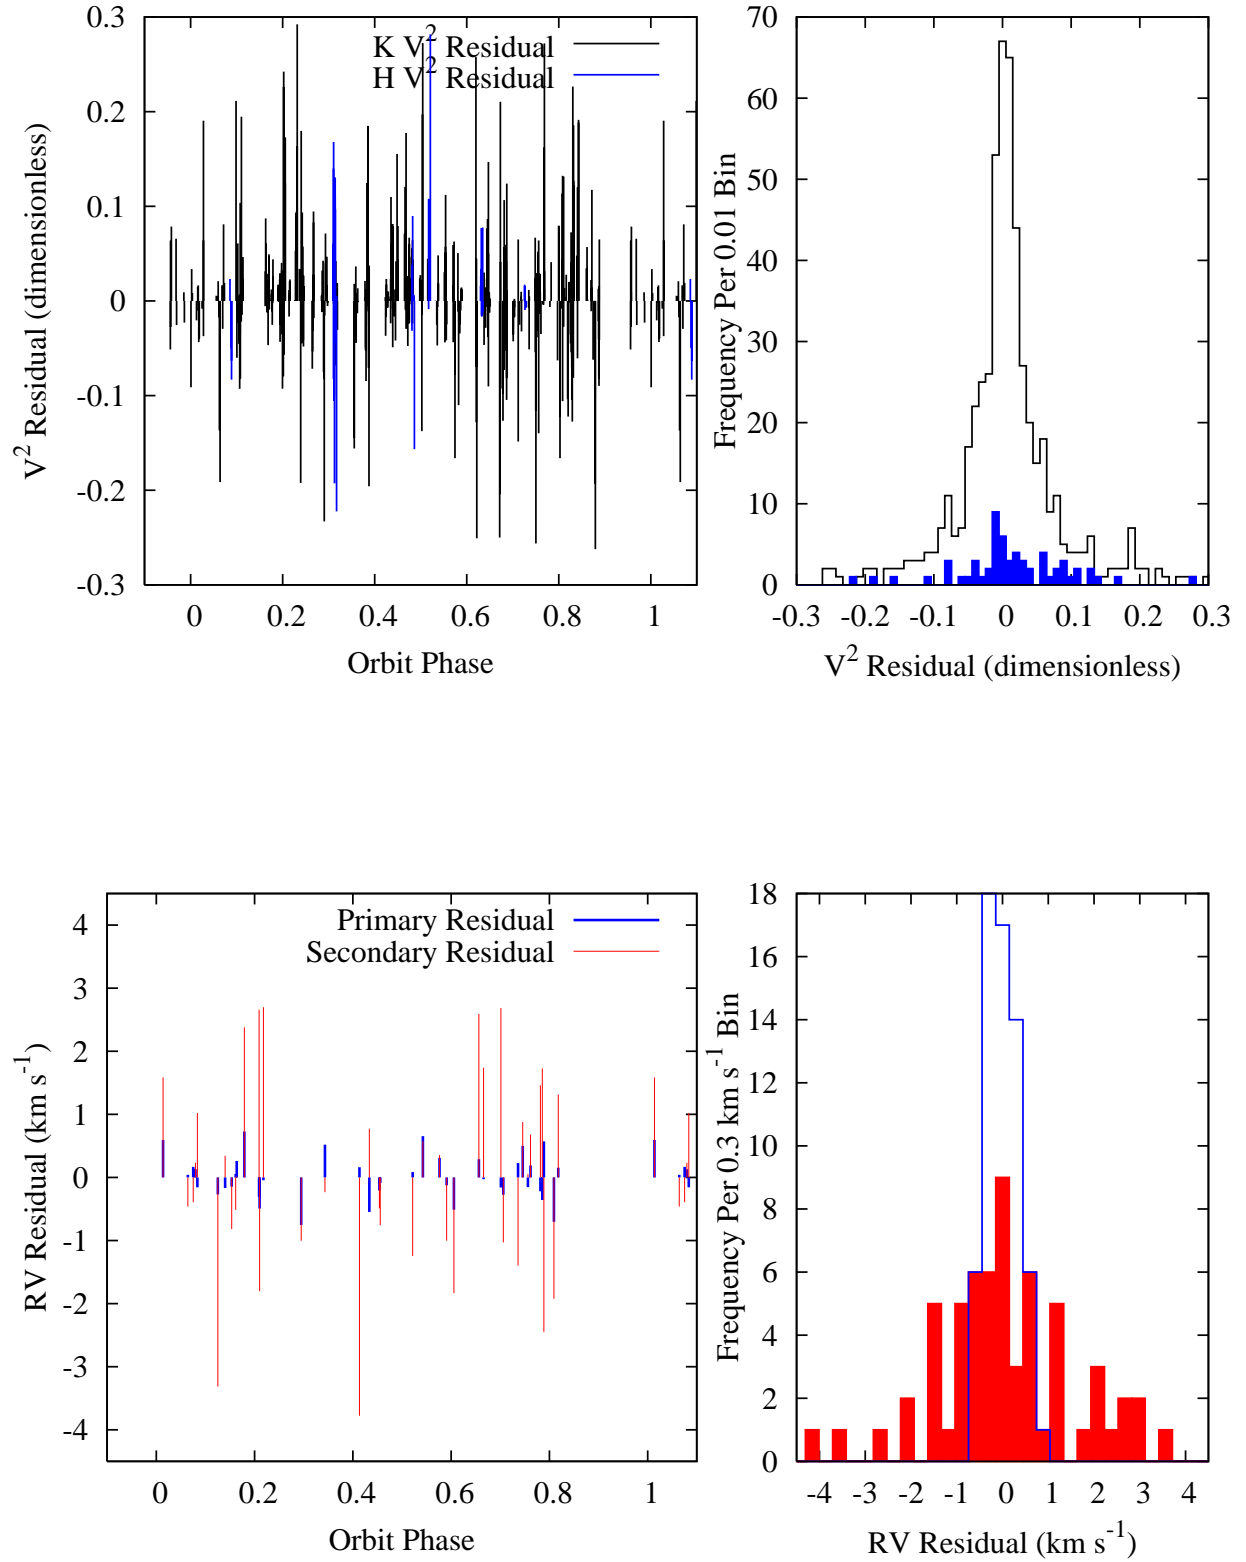 K V² Residual
H V² Residual
V² Residual (dimensionless)
0.3
0.2
0.1
0
-0.1
-0.2
-0.3
0 0.2 0.4 0.6 0.8 1
Orbit Phase
Frequency Per 0.01 Bin
70
60
50
40
30
20
10
0
-0.3 -0.2 -0.1 0 0.1 0.2 0.3
V² Residual (dimensionless)
Primary Residual
Secondary Residual
RV Residual (km s⁻¹)
4
3
2
1
0
-1
-2
-3
-4
0 0.2 0.4 0.6 0.8 1
Orbit Phase
Frequency Per 0.3 km s⁻¹ Bin
18
16
14
12
10
8
6
4
2
0
-4 -3 -2 -1 0 1 2 3 4
RV Residual (km s⁻¹)